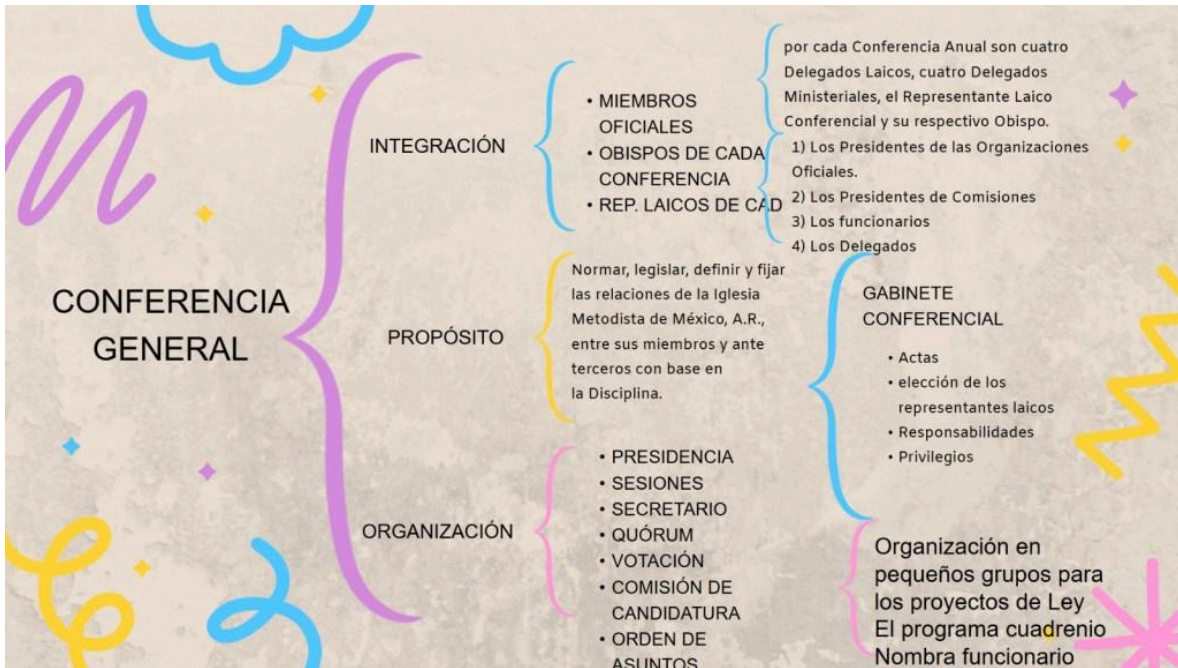 CONFERENCIA
GENERAL
INTEGRACIÓN
• MIEMBROS
OFICIALES
• OBISPOS DE CADA
CONFERENCIA
• REP. LAICOS DE CAD
por cada Conferencia Anual son cuatro
Delegados Laicos, cuatro Delegados
Ministeriales, el Representante Laico
Conferencial y su respectivo Obispo.
1) Los Presidentes de las Organizaciones
Oficiales.
2) Los Presidentes de Comisiones
3) Los funcionarios
4) Los Delegados
PROPÓSITO
Normar, legislar, definir y fijar
las relaciones de la Iglesia
Metodista de México, A.R.,
entre sus miembros y ante
terceros con base en
la Disciplina.
GABINETE
CONFERENCIAL
• Actas
• elección de los
representantes laicos
• Responsabilidades
• Privilegios
ORGANIZACIÓN
• PRESIDENCIA
• SESIONES
• SECRETARIO
• QUÓRUM
• VOTACIÓN
• COMISIÓN DE
CANDIDATURA
• ORDEN DE
ASUNTOS
Organización en
pequeños grupos para
los proyectos de Ley
El programa cuadrenio
Nombra funcionario